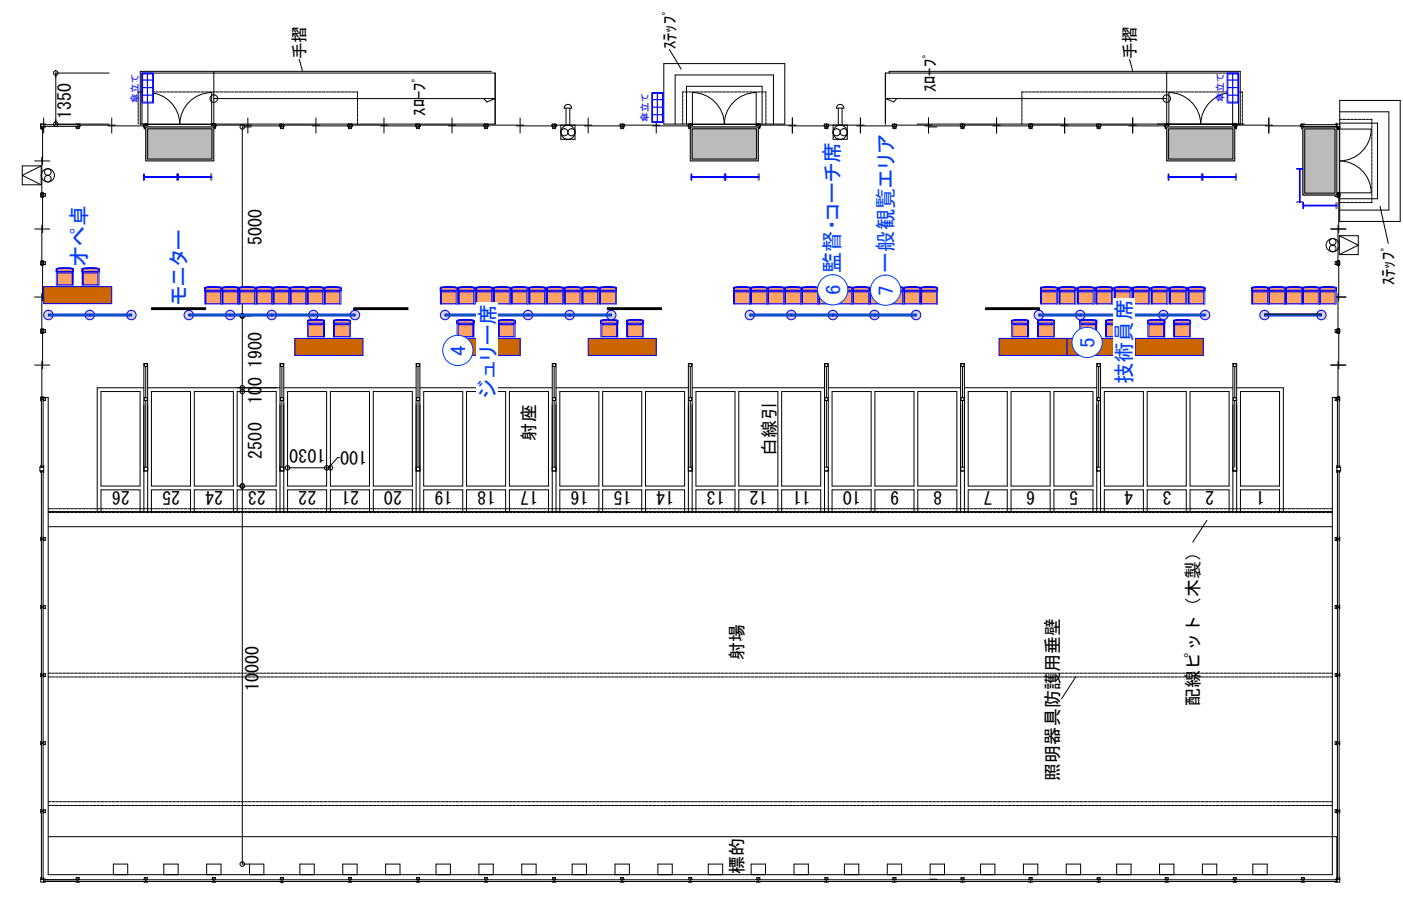 手摺
ｽﾃｯﾌﾟ
手摺
傘立て
ｽﾛｰﾌﾟ
傘立て
ｽﾛｰﾌﾟ
傘立て
1350
オペ卓
モニター
5000
⑥ 監督・コーチ席
⑦ 一般観覧エリア
ｽﾃｯﾌﾟ
1900
④
ジュリー席
⑤
技術員席
100
2500
1030
100
射座
白線引
26
25
24
23
22
21
20
19
18
17
16
15
14
13
12
11
10
9
8
7
6
5
4
3
2
1
配線ピット（木製）
10000
射場
照明器具防護用垂壁
標的